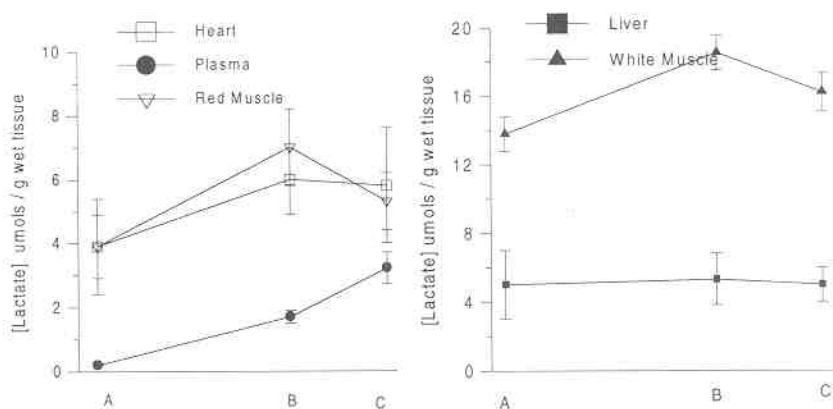 Heart
Plasma
Red Muscle
[Lactate] umols / g wet tissue
10
8
6
4
2
0
A B C
Liver
White Muscle
[Lactate] umols / g wet tissue
20
16
12
8
4
0
A B C